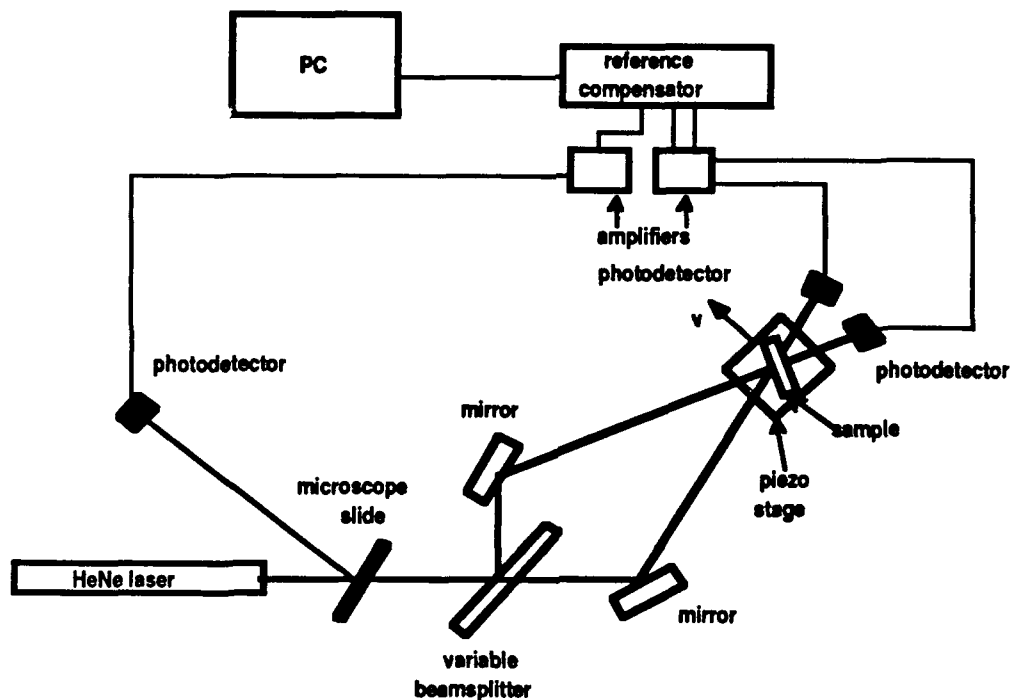 PC
reference
compensator
amplifiers
photodetector
v
photodetector
photodetector
mirror
sample
microscope
slide
piezo
stage
HeNe laser
mirror
variable
beamsplitter